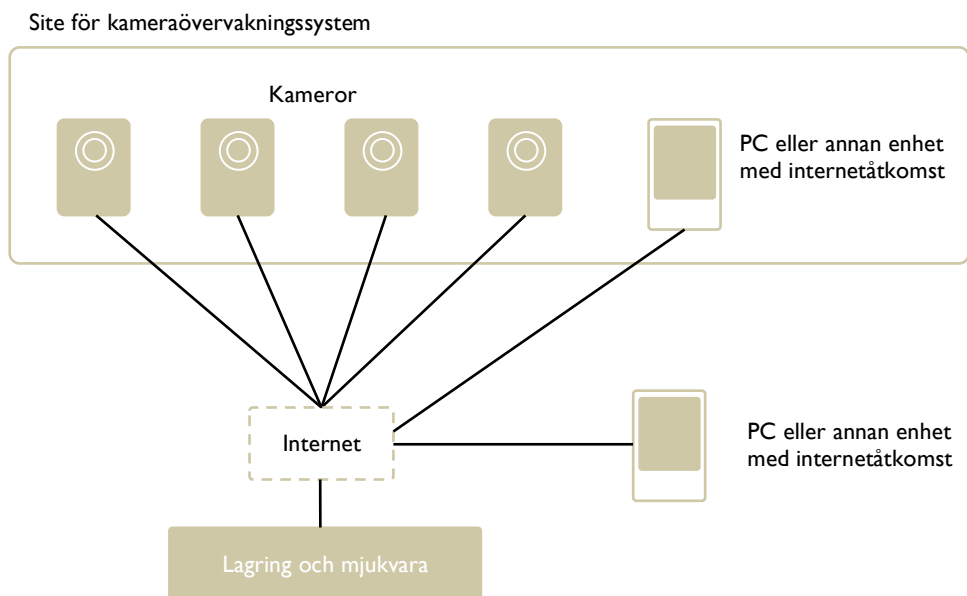 Site för kameraövervakningssystem
Kameror
PC eller annan enhet
med internetåtkomst
Internet
PC eller annan enhet
med internetåtkomst
Lagring och mjukvara